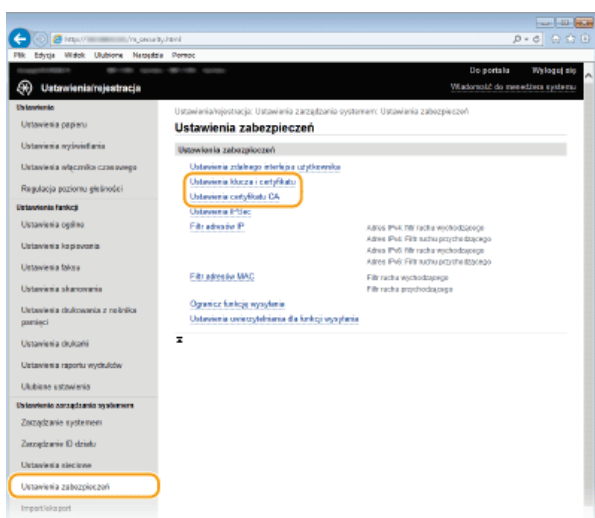 Plik Edycja Widok Ulubione Narzędzia Pomoc
Do portalu Wyloguj się
Ustawienia/rejestracja
Wiadomość do menedżera systemu
Ustawienia
Ustawienia papieru
Ustawienia wyświetlania
Ustawienia włącznika czasowego
Regulacja poziomu głośności
Ustawienia funkcji
Ustawienia ogólne
Ustawienia kopiowania
Ustawienia faksu
Ustawienia skanowania
Ustawienia drukowania z nośnika
pamięci
Ustawienia drukarki
Ustawienia raportu wydruków
Ulubione ustawienia
Ustawienia zarządzania systemem
Zarządzanie systemem
Zarządzanie ID działu
Ustawienia sieciowe
Ustawienia zabezpieczeń
Import/eksport
Ustawienia/rejestracja: Ustawienia zarządzania systemem: Ustawienia zabezpieczeń
Ustawienia zabezpieczeń
Ustawienia zabezpieczeń
Ustawienia zdalnego interfejsu użytkownika
Ustawienia klucza i certyfikatu
Ustawienia certyfikatu CA
Ustawienia IPSec
Filtr adresów IP
Adres IPv4: filtr ruchu wychodzącego
Adres IPv4: Filtr ruchu przychodzącego
Adres IPv6: filtr ruchu wychodzącego
Adres IPv6: Filtr ruchu przychodzącego
Filtr adresów MAC
Filtr ruchu wychodzącego
Filtr ruchu przychodzącego
Ogranicz funkcję wysyłania
Ustawienia uwierzytelniania dla funkcji wysyłania